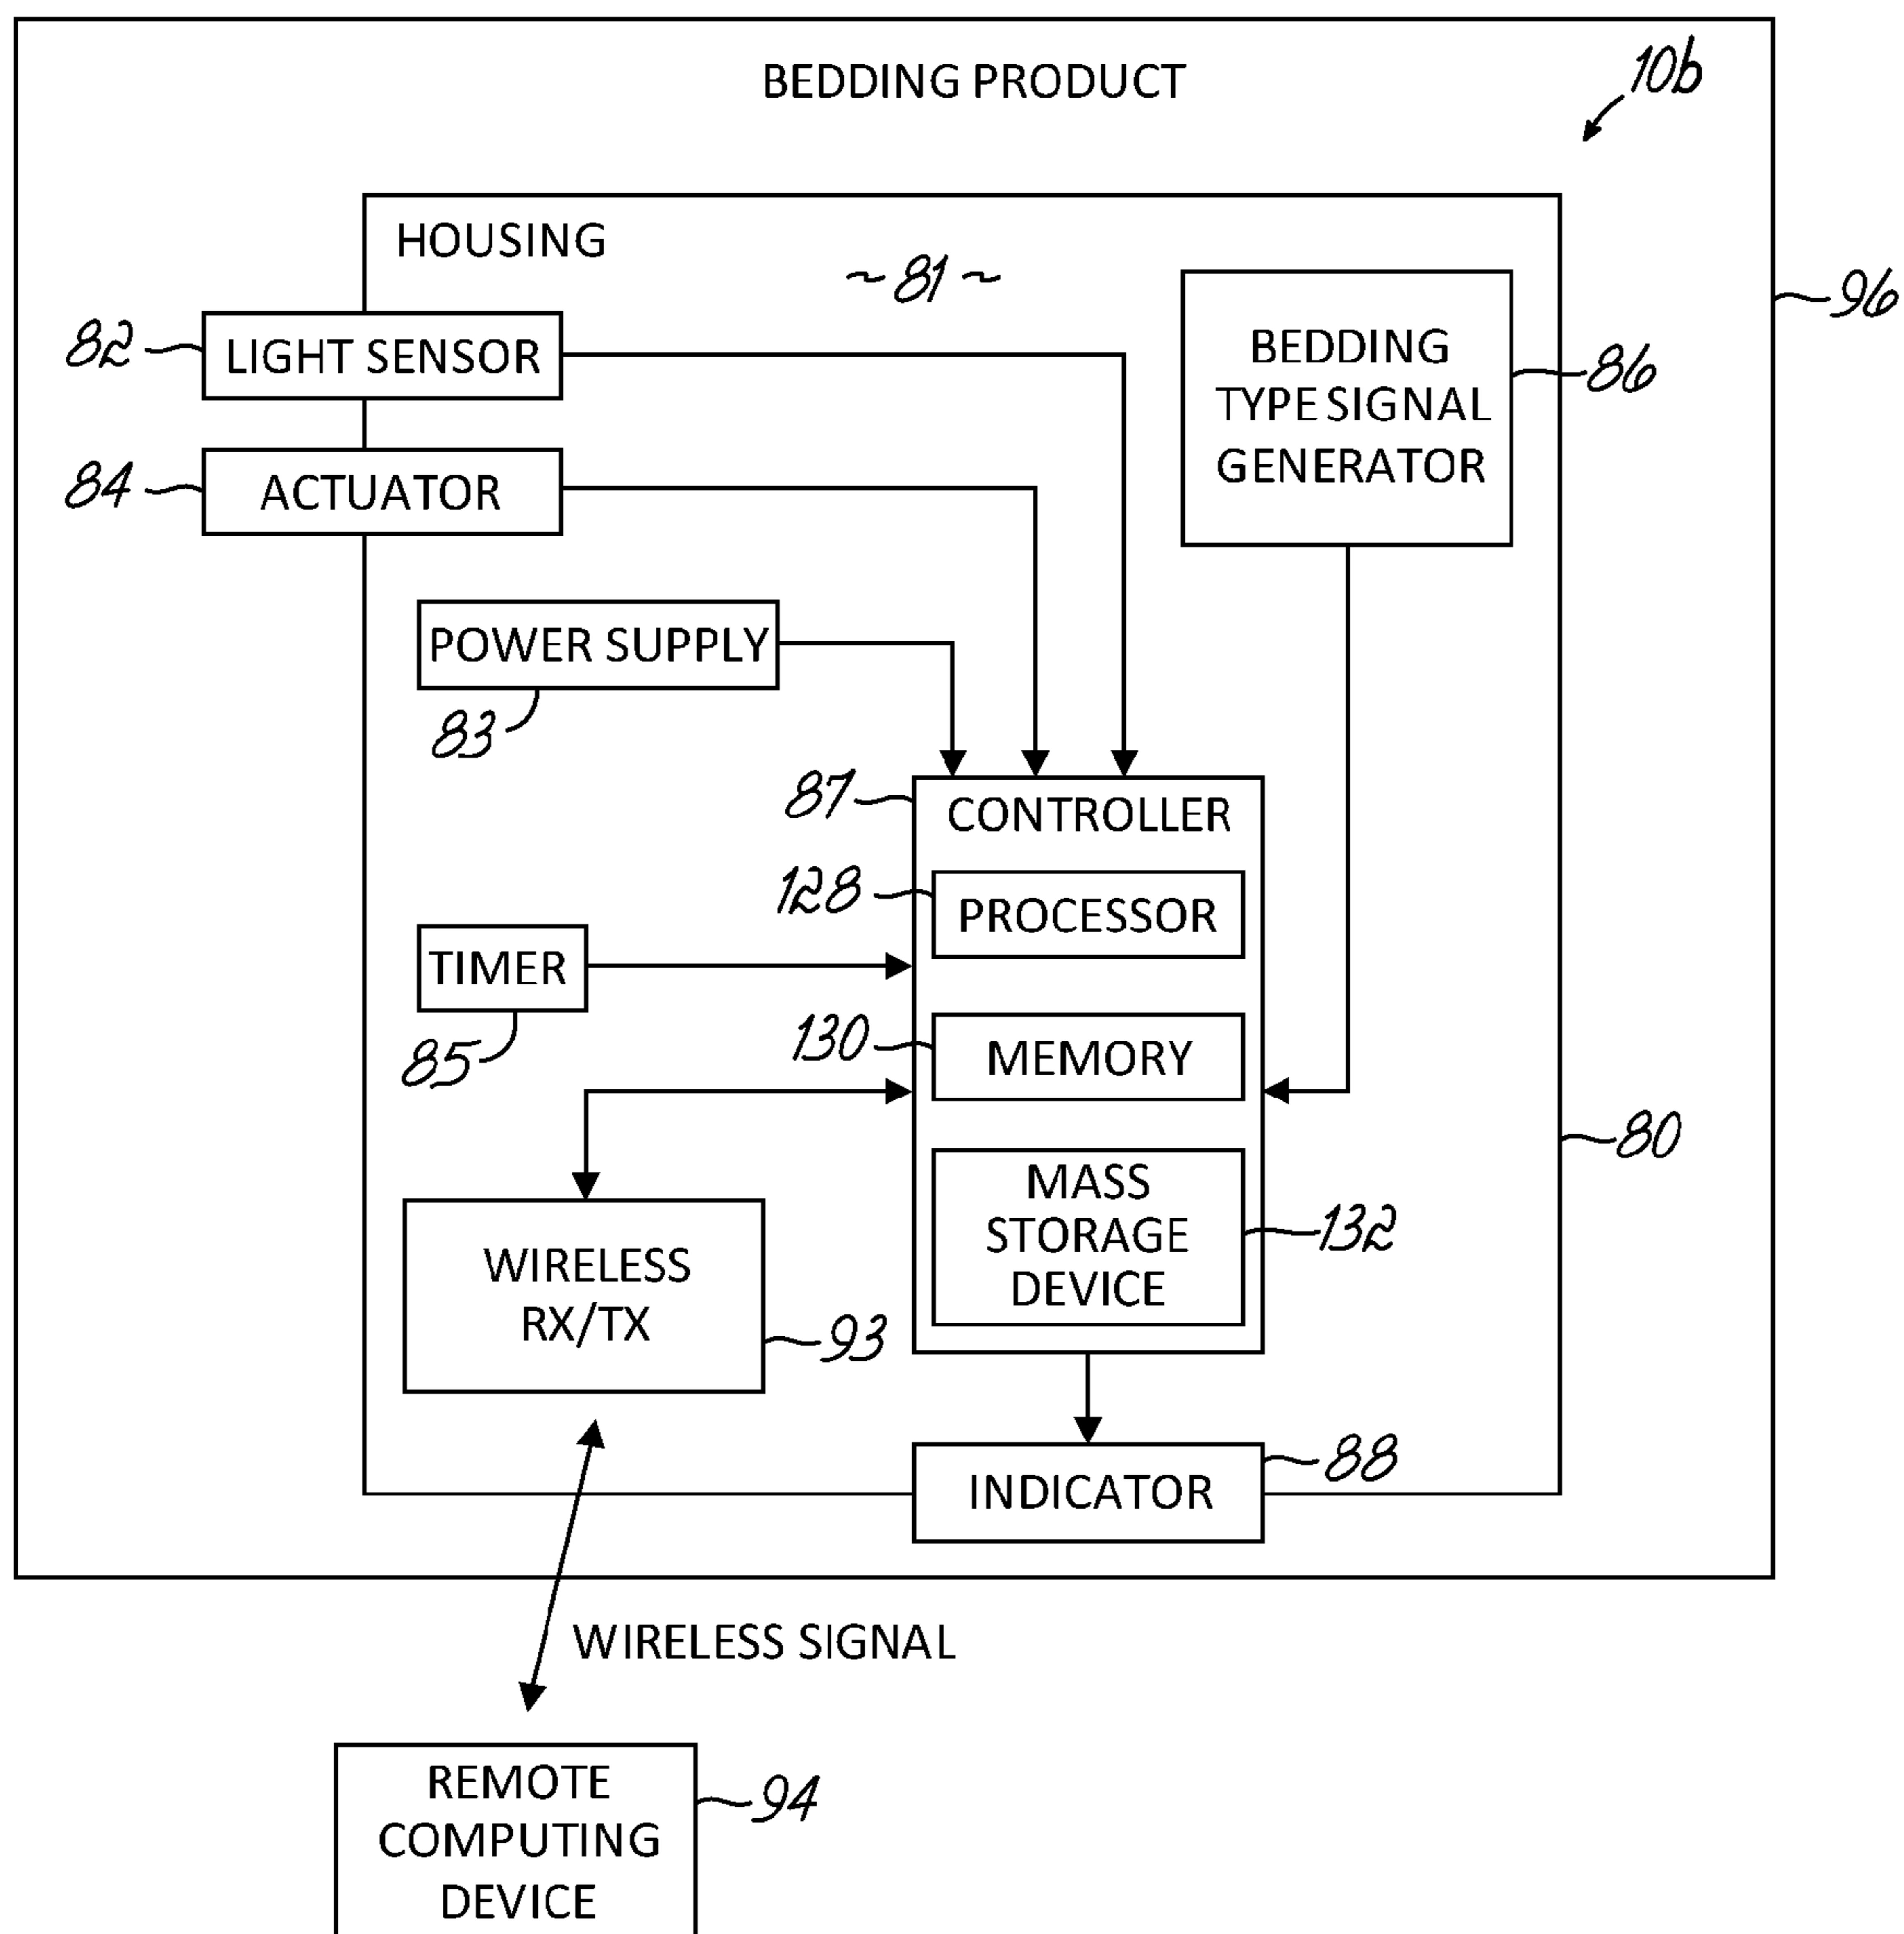 BEDDING PRODUCT
10b
HOUSING
~81~
96
82
LIGHT SENSOR
BEDDING
TYPE SIGNAL
GENERATOR
86
84
ACTUATOR
POWER SUPPLY
83
87
CONTROLLER
128
PROCESSOR
TIMER
85
130
MEMORY
80
MASS
STORAGE
DEVICE
132
WIRELESS
RX/TX
93
88
INDICATOR
WIRELESS SIGNAL
REMOTE
COMPUTING
DEVICE
94